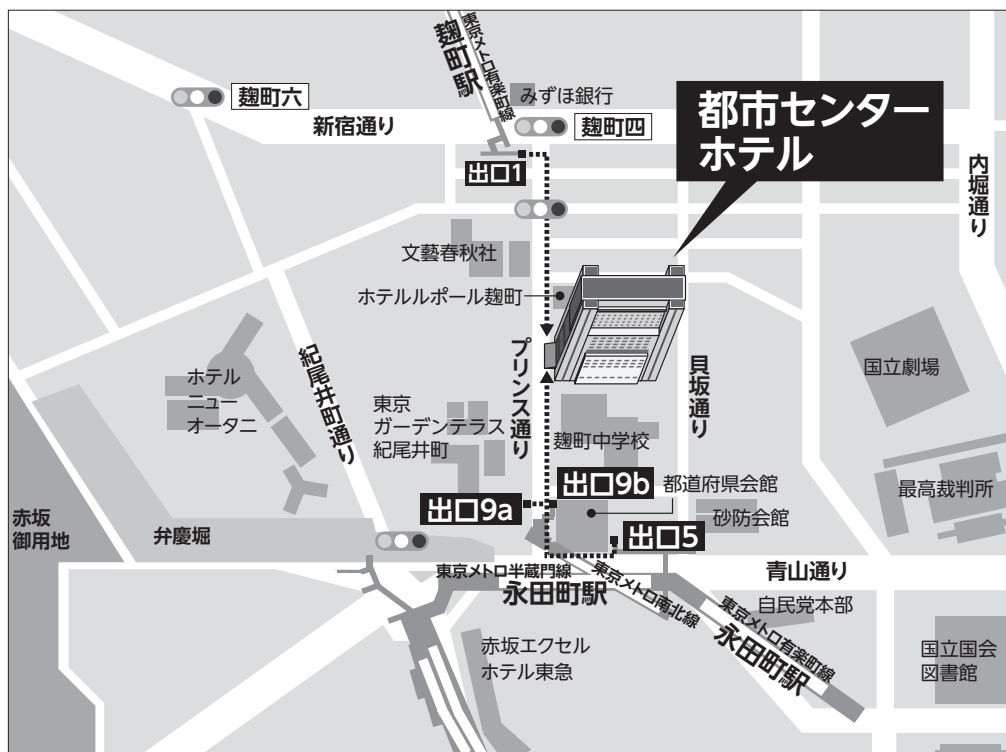 麹町駅
東京メトロ有楽町線
みずほ銀行
麹町六
新宿通り
麹町四
都市センター
ホテル
出口1
内堀通り
文藝春秋社
ホテルルポール麹町
プリンス通り
貝坂通り
国立劇場
紀尾井町通り
ホテル
ニュー
オータニ
東京
ガーデンテラス
紀尾井町
麹町中学校
出口9b
都道府県会館
出口9a
最高裁判所
赤坂
御用地
弁慶堀
砂防会館
出口5
東京メトロ半蔵門線
永田町駅
東京メトロ南北線
青山通り
自民党本部
東京メトロ有楽町線
永田町駅
赤坂エクセル
ホテル東急
国立国会
図書館